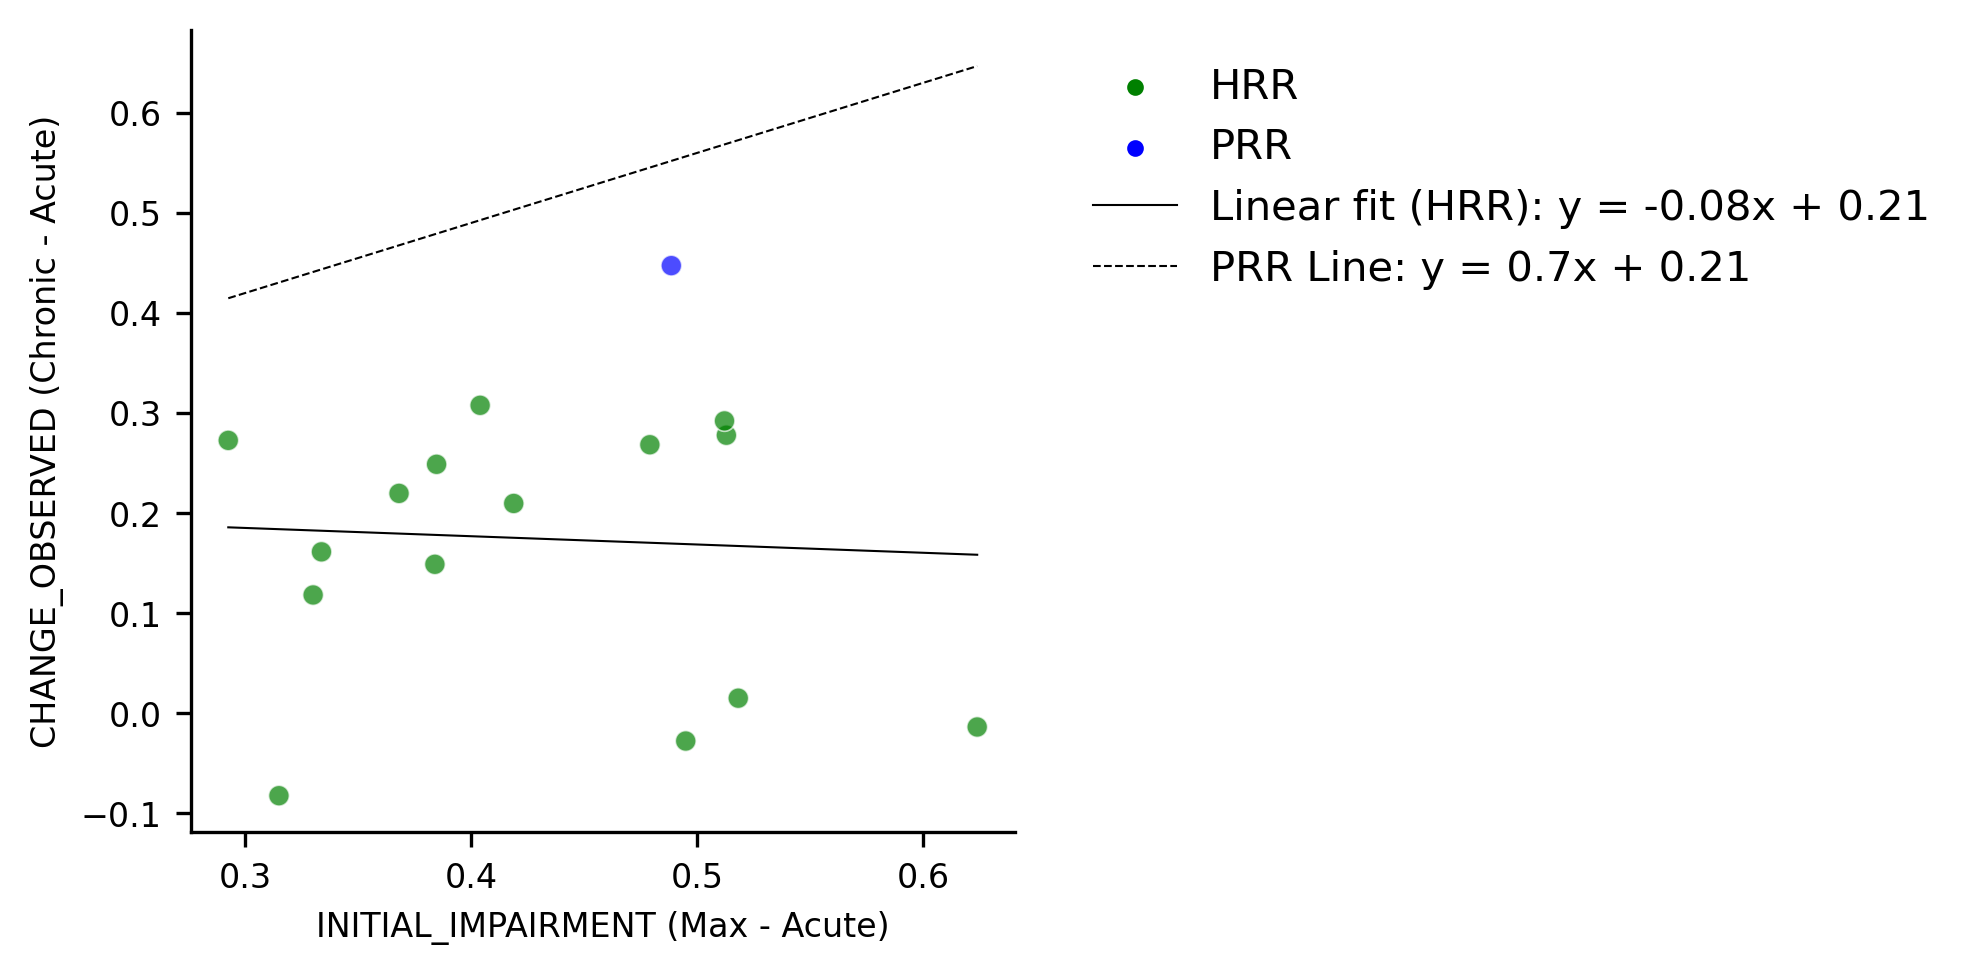 HRR
PRR
Linear fit (HRR): y = -0.08x + 0.21
PRR Line: y = 0.7x + 0.21
CHANGE_OBSERVED (Chronic - Acute)
0.6
0.5
0.4
0.3
0.2
0.1
0.0
−0.1
0.3 0.4 0.5 0.6
INITIAL_IMPAIRMENT (Max - Acute)